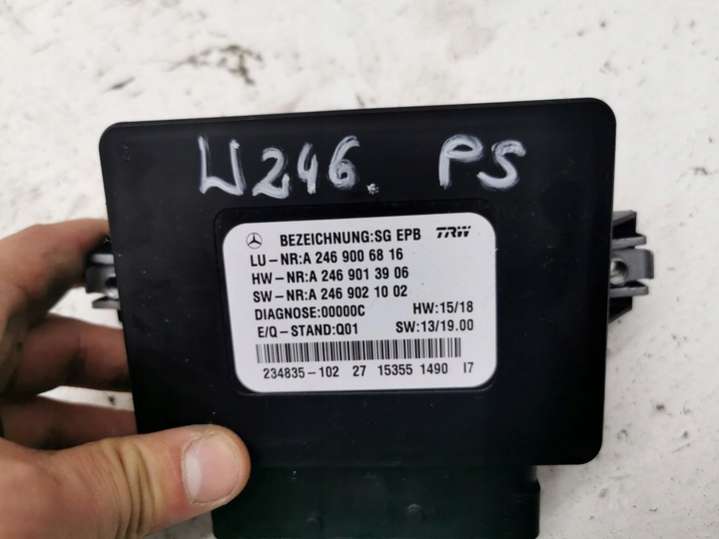 W246. PS
BEZEICHNUNG:SG EPB TRW
LU-NR:A 246 900 68 16
HW-NR:A 246 901 39 06
SW-NR:A 246 902 10 02
DIAGNOSE:00000C HW:15/18
E/Q-STAND:Q01 SW:13/19.00
234835-102 27 15355 1490 I7